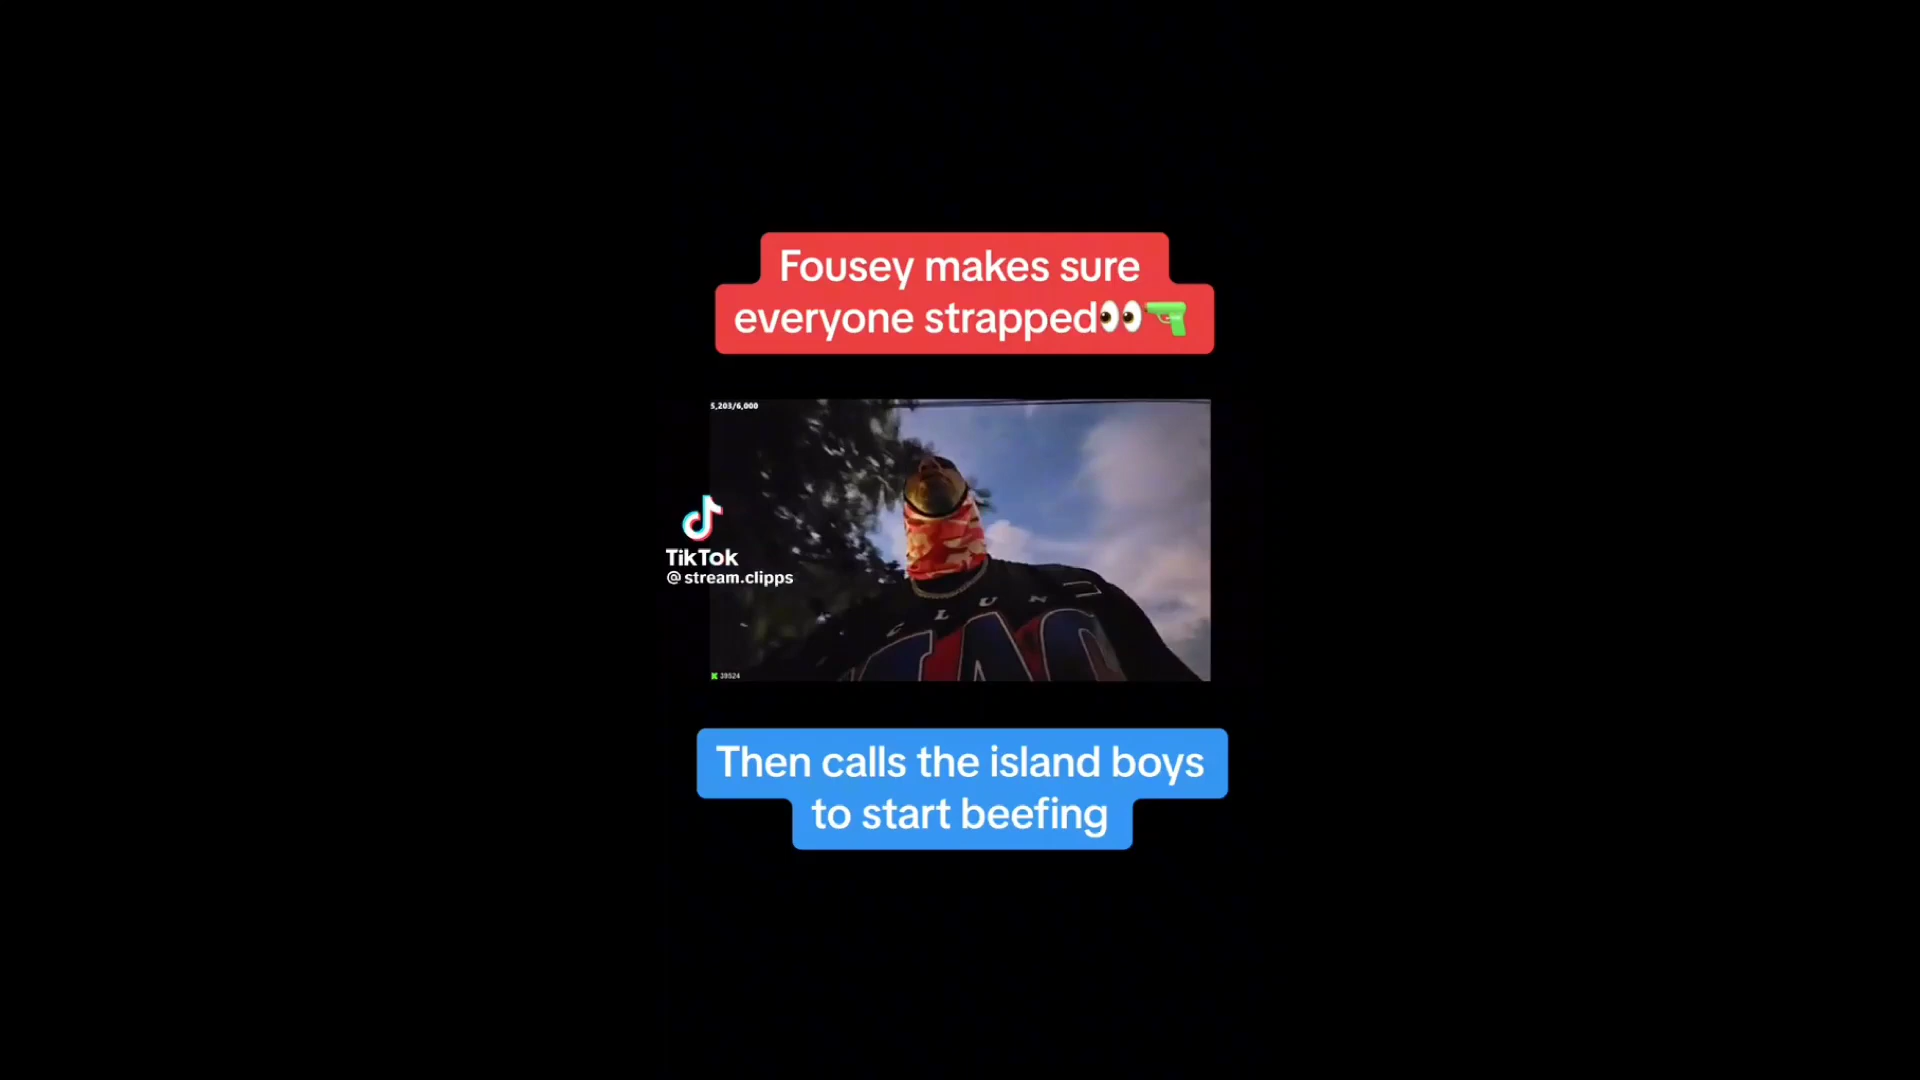 Fousey makes sure
everyone strapped👀🔫
5,203/6,000
TikTok
@stream.clipps
CLUB
Then calls the island boys
to start beefing